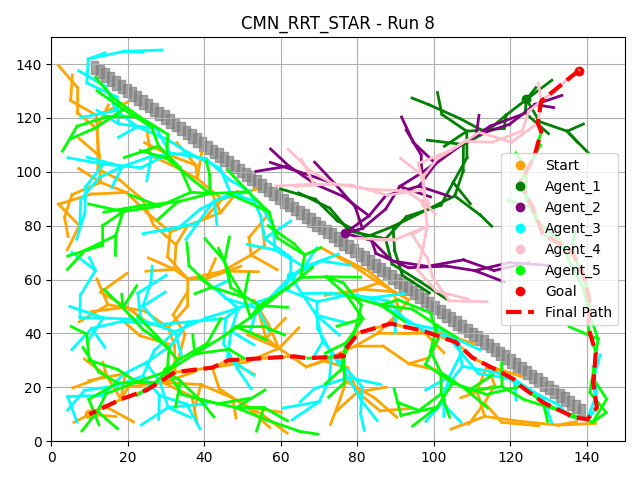 CMN_RRT_STAR - Run 8
140
120
100
80
60
40
20
0
0
20
40
60
80
100
120
140
Start
Agent_1
Agent_2
Agent_3
Agent_4
Agent_5
Goal
Final Path